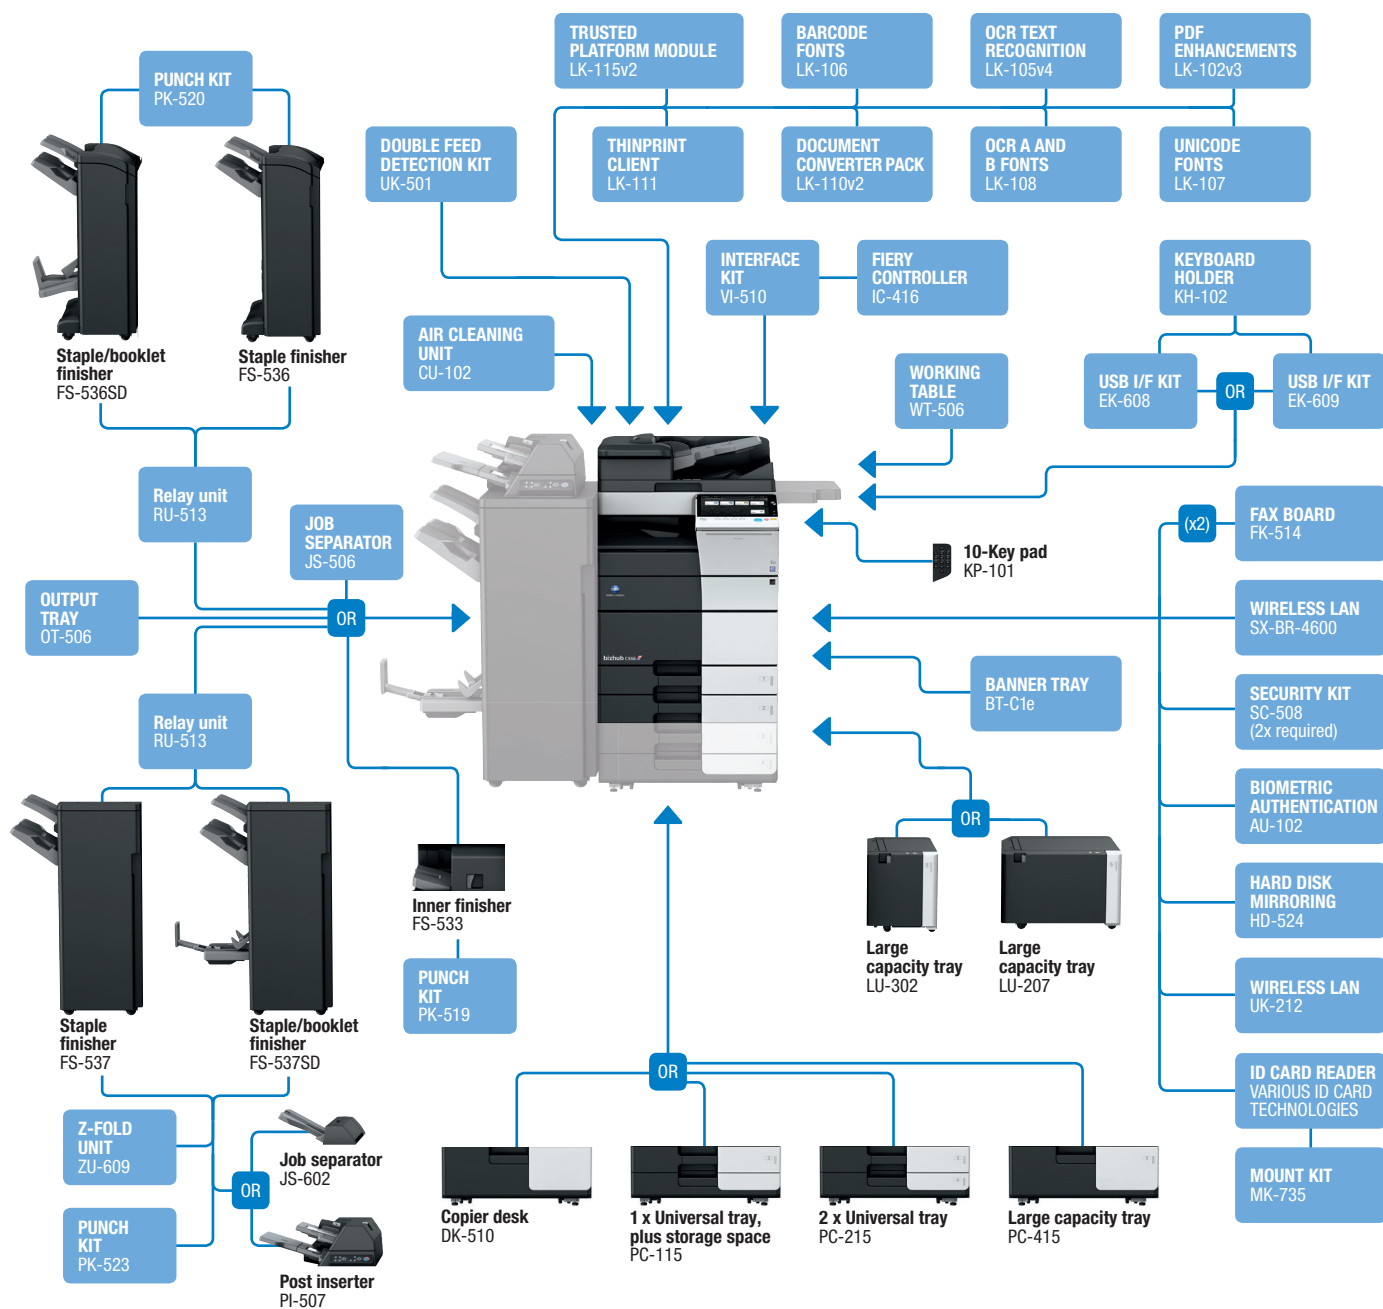 TRUSTED
PLATFORM MODULE
LK-115v2
BARCODE
FONTS
LK-106
OCR TEXT
RECOGNITION
LK-105v4
PDF
ENHANCEMENTS
LK-102v3
PUNCH KIT
PK-520
DOUBLE FEED
DETECTION KIT
UK-501
THINPRINT
CLIENT
LK-111
DOCUMENT
CONVERTER PACK
LK-110v2
OCR A AND
B FONTS
LK-108
UNICODE
FONTS
LK-107
INTERFACE
KIT
VI-510
FIERY
CONTROLLER
IC-416
KEYBOARD
HOLDER
KH-102
AIR CLEANING
UNIT
CU-102
Staple/booklet
finisher
FS-536SD
Staple finisher
FS-536
WORKING
TABLE
WT-506
USB I/F KIT
EK-608
OR
USB I/F KIT
EK-609
Relay unit
RU-513
JOB
SEPARATOR
JS-506
(x2)
FAX BOARD
FK-514
10-Key pad
KP-101
OUTPUT
TRAY
OT-506
OR
WIRELESS LAN
SX-BR-4600
bizhub C558
BANNER TRAY
BT-C1e
SECURITY KIT
SC-508
(2x required)
Relay unit
RU-513
BIOMETRIC
AUTHENTICATION
AU-102
OR
HARD DISK
MIRRORING
HD-524
Inner finisher
FS-533
Large
capacity tray
LU-302
Large
capacity tray
LU-207
PUNCH
KIT
PK-519
WIRELESS LAN
UK-212
Staple
finisher
FS-537
Staple/booklet
finisher
FS-537SD
OR
ID CARD READER
VARIOUS ID CARD
TECHNOLOGIES
Z-FOLD
UNIT
ZU-609
Job separator
JS-602
OR
MOUNT KIT
MK-735
PUNCH
KIT
PK-523
Copier desk
DK-510
1 x Universal tray,
plus storage space
PC-115
2 x Universal tray
PC-215
Large capacity tray
PC-415
Post inserter
PI-507